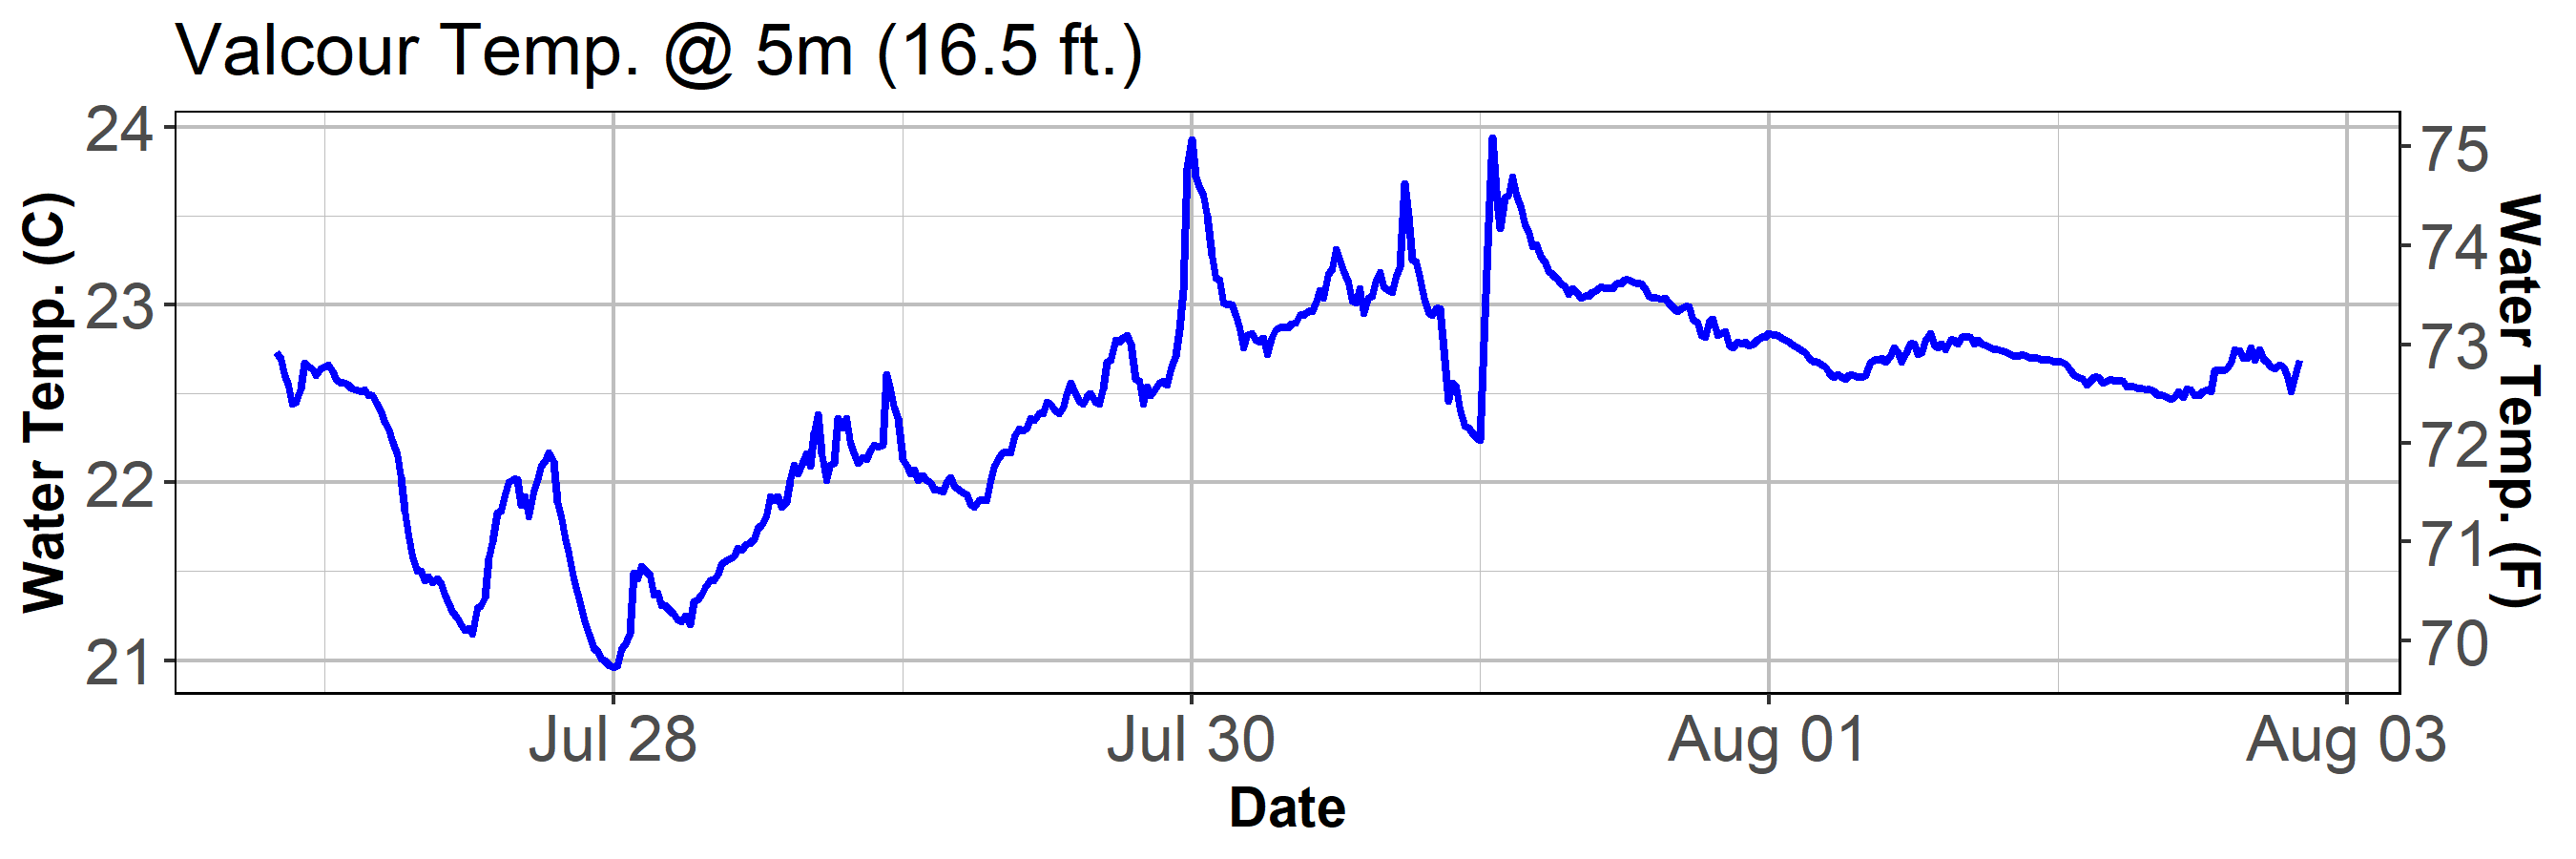 Valcour Temp. @ 5m (16.5 ft.)
24
23
22
21
Water Temp. (C)
75
74
73
72
71
70
Water Temp. (F)
Jul 28
Jul 30
Aug 01
Aug 03
Date